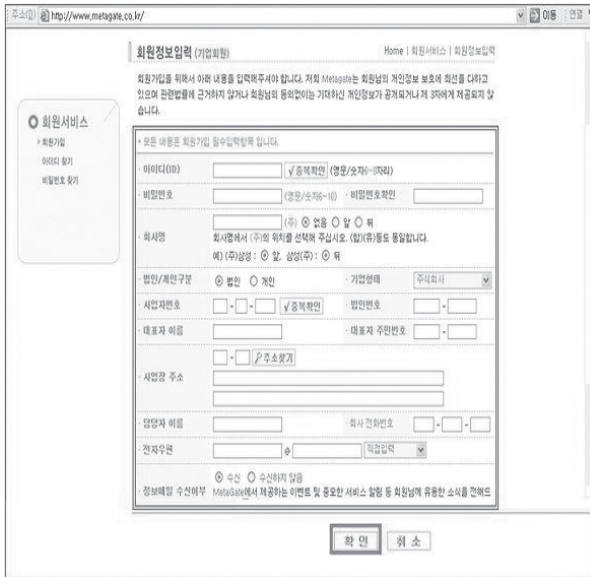 주소(D) http://www.metagate.co.kr/ 이동 연결
회원정보입력 (기업회원) Home | 회원서비스 | 회원정보입력
회원가입을 위해서 아래 내용을 입력해주셔야 합니다. 저희 Metagate는 회원님의 개인정보 보호에 최선을 다하고
있으며 관련법률에 근거하지 않거나 회원님의 동의없이는 기재하신 개인정보가 공개되거나 제 3자에게 제공되지 않
습니다.
회원서비스
회원가입
아이디 찾기
비밀번호 찾기
모든 내용은 회원가입 필수입력항목 입니다.
아이디(ID) √중복확인 (영문/숫자6~8자리)
비밀번호 (영문/숫자6~10) 비밀번호확인
회사명 (주) 없음 앞 뒤
회사명에서 (주)의 위치를 선택해 주십시오. (합)(유)등도 동일합니다.
예) (주)삼성 : 앞, 삼성(주) : 뒤
법인/개인구분 법인 개인 기업형태 주식회사
사업자번호 - - √중복확인 법인번호 -
대표자 이름 대표자 주민번호 -
사업장 주소 - 주소찾기
담당자 이름 회사 전화번호 - -
전자우편 @ 직접입력
정보메일 수신여부 수신 수신하지 않음
MetaGate에서 제공하는 이벤트 및 중요한 서비스 알림 등 회원님께 유용한 소식을 전해드
확 인 취 소